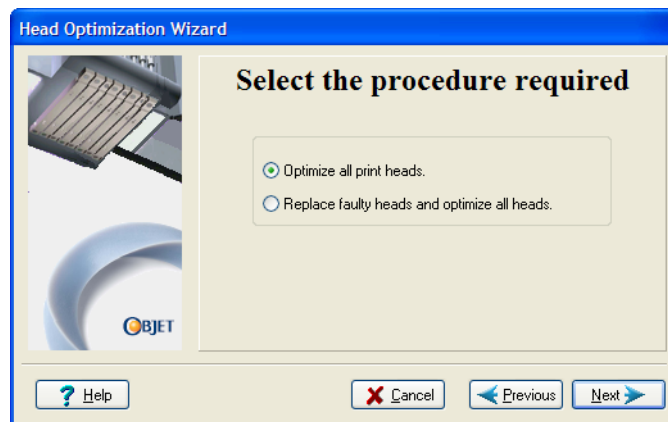 Head Optimization Wizard
Select the procedure required
Optimize all print heads.
Replace faulty heads and optimize all heads.
OBJET
? Help
Cancel
Previous
Next